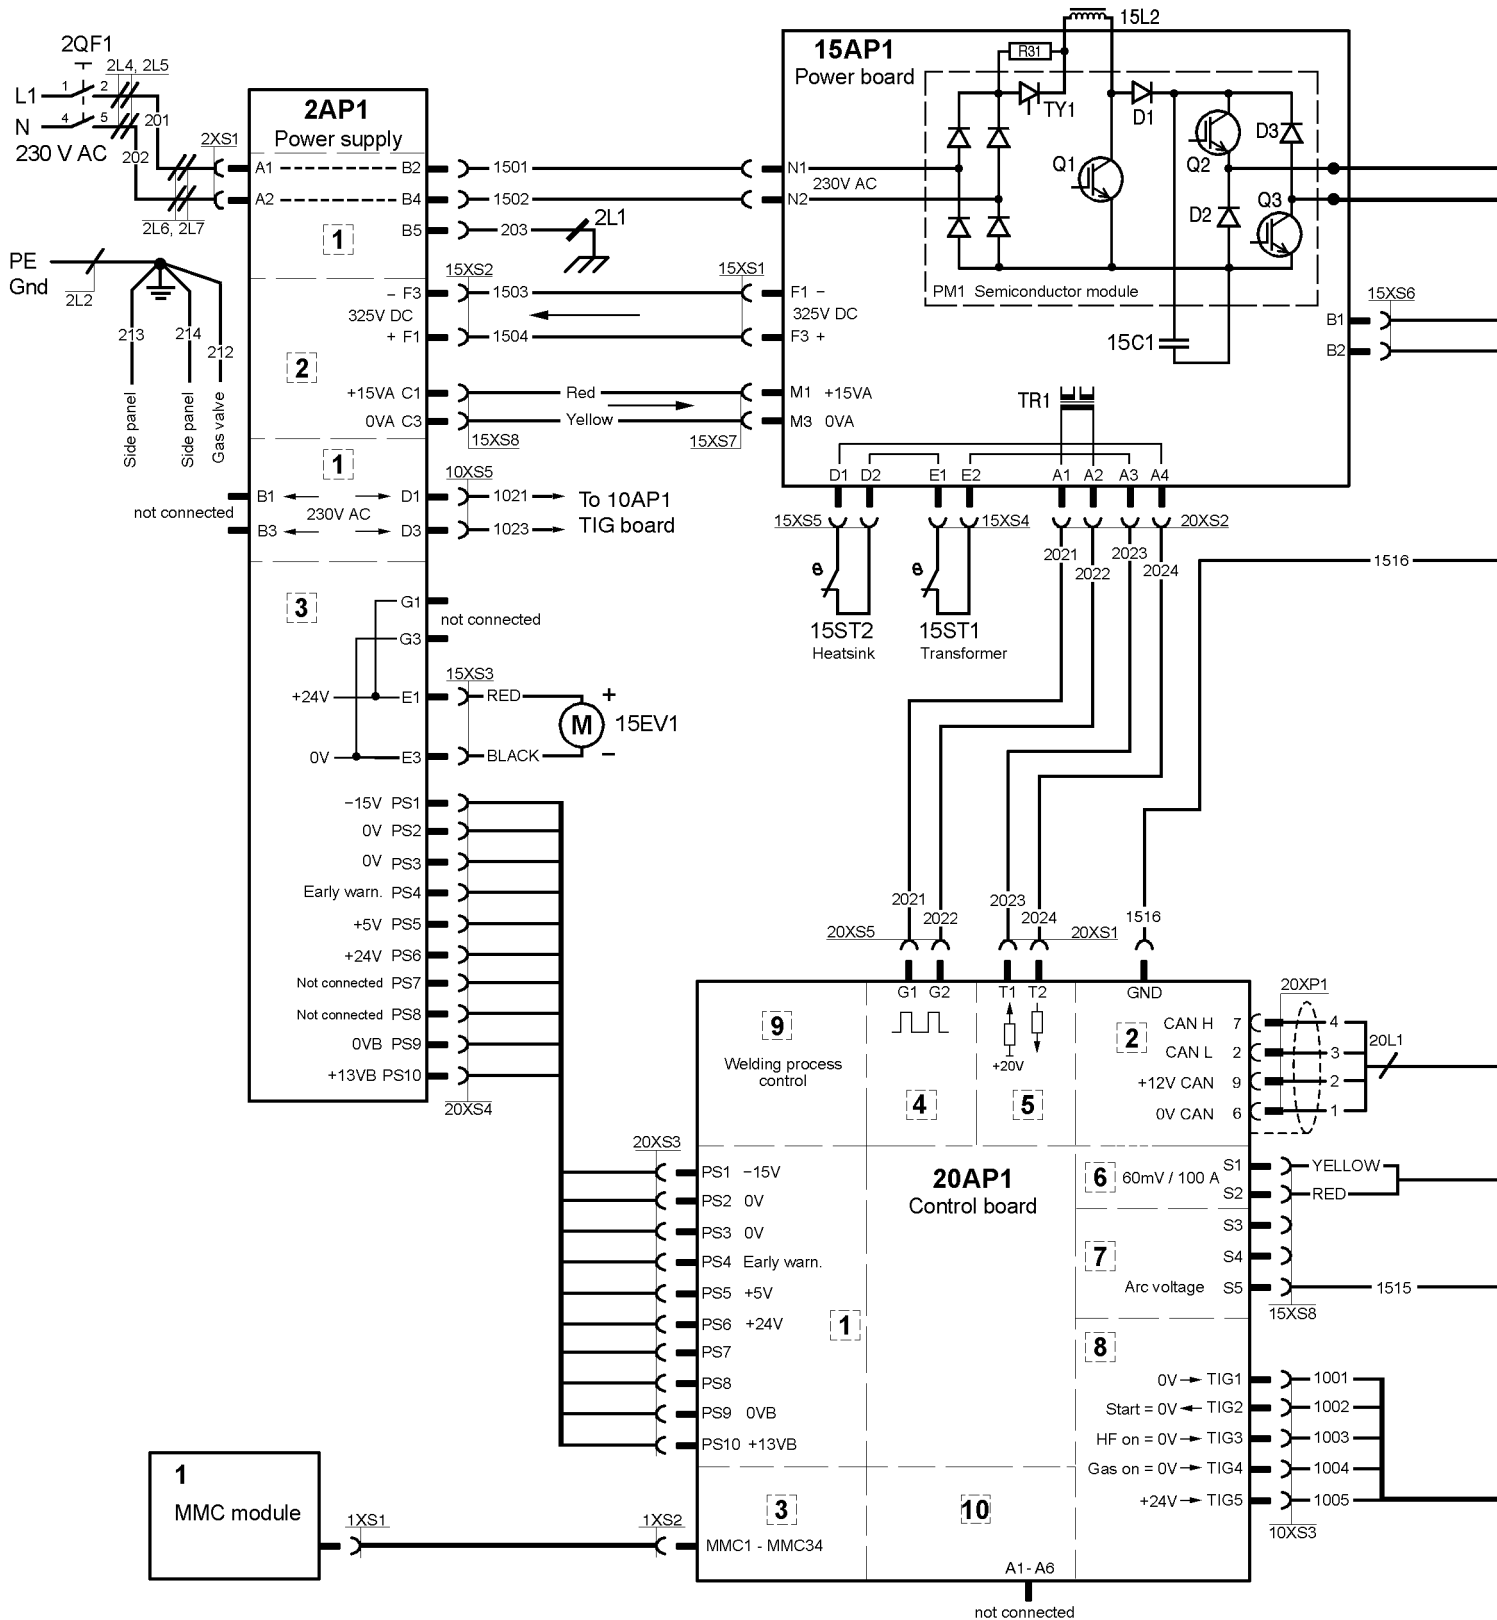 2QF1
2L4, 2L5
L1
1
2
N
4
5
201
230 V AC
202
2XS1
2L6, 2L7
PE
Gnd
2L2
213
214
212
Side panel
Side panel
Gas valve
2AP1
Power supply
A1
B2
1501
A2
B4
1502
B5
203
2L1
1
15XS2
15XS1
– F3
1503
325V DC
+ F1
1504
2
+15VA C1
Red
0VA C3
Yellow
15XS8
15XS7
1
10XS5
B1
D1
1021
To 10AP1
not connected
230V AC
B3
D3
1023
TIG board
3
G1
not connected
G3
15XS3
+24V
E1
RED
+
M
15EV1
0V
E3
BLACK
–
–15V PS1
0V PS2
0V PS3
Early warn. PS4
+5V PS5
+24V PS6
Not connected PS7
Not connected PS8
0VB PS9
+13VB PS10
20XS4
15L2
15AP1
Power board
R31
TY1
D1
D3
Q1
Q2
D2
Q3
N1
230V AC
N2
PM1 Semiconductor module
F1 –
325V DC
F3 +
15C1
15XS6
B1
B2
M1 +15VA
M3 0VA
TR1
D1
D2
E1
E2
A1
A2
A3
A4
15XS5
15XS4
20XS2
2021
2022
2023
2024
1516
θ
θ
15ST2
Heatsink
15ST1
Transformer
2021
2022
2023
2024
1516
20XS5
20XS1
G1
G2
T1
T2
GND
20XP1
9
Welding process
control
4
+20V
5
2
CAN H 7
4
CAN L 2
3
+12V CAN 9
2
0V CAN 6
1
20L1
20XS3
20AP1
Control board
PS1 –15V
PS2 0V
PS3 0V
PS4 Early warn.
PS5 +5V
PS6 +24V
PS7
PS8
PS9 0VB
PS10 +13VB
1
6
60mV / 100 A
S1
YELLOW
S2
RED
S3
7
S4
Arc voltage
S5
1515
15XS8
8
0V
TIG1
1001
Start = 0V
TIG2
1002
HF on = 0V
TIG3
1003
Gas on = 0V
TIG4
1004
+24V
TIG5
1005
10XS3
1
MMC module
1XS1
1XS2
3
MMC1 - MMC34
10
A1- A6
not connected